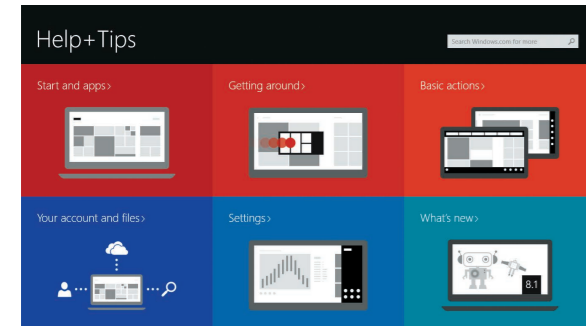 Help+Tips
Search Windows.com for more
Start and apps>
Getting around>
Basic actions>
Your account and files>
Settings>
What's new>
8.1